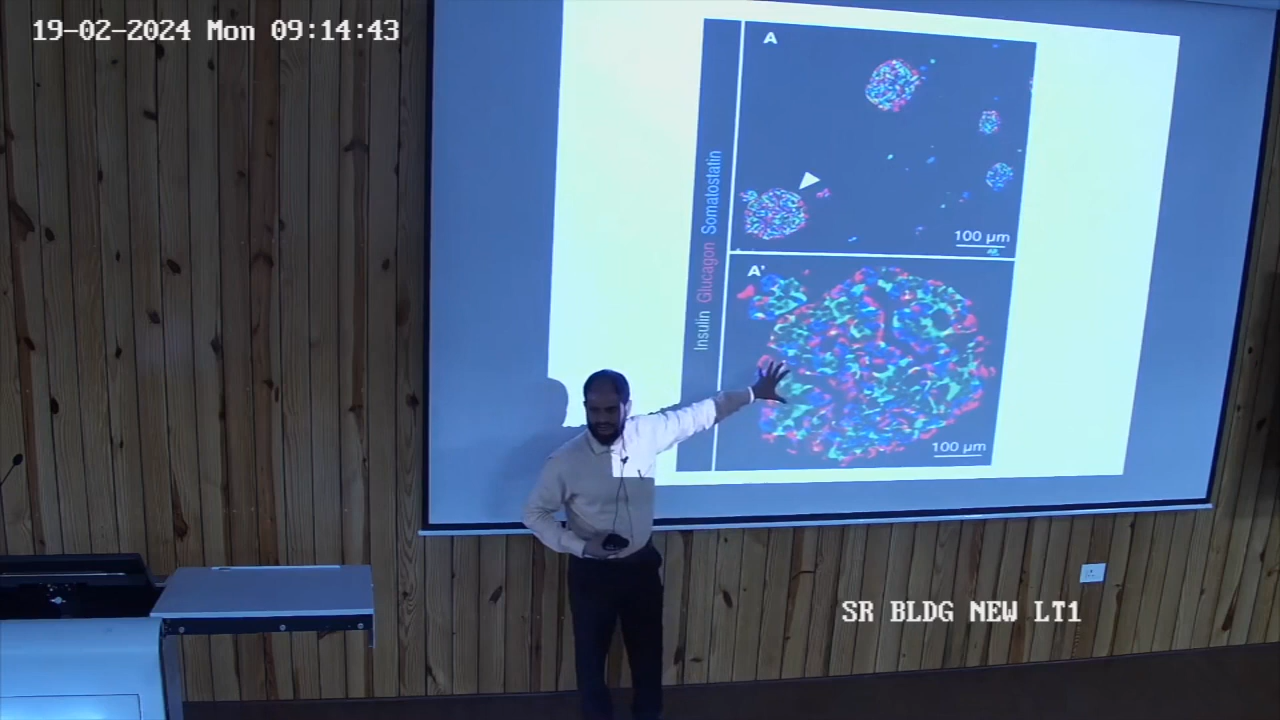 19-02-2024 Mon 09:14:43
A
Insulin Glucagon Somatostatin
100 µm
A'
100 µm
SR BLDG NEW LT1